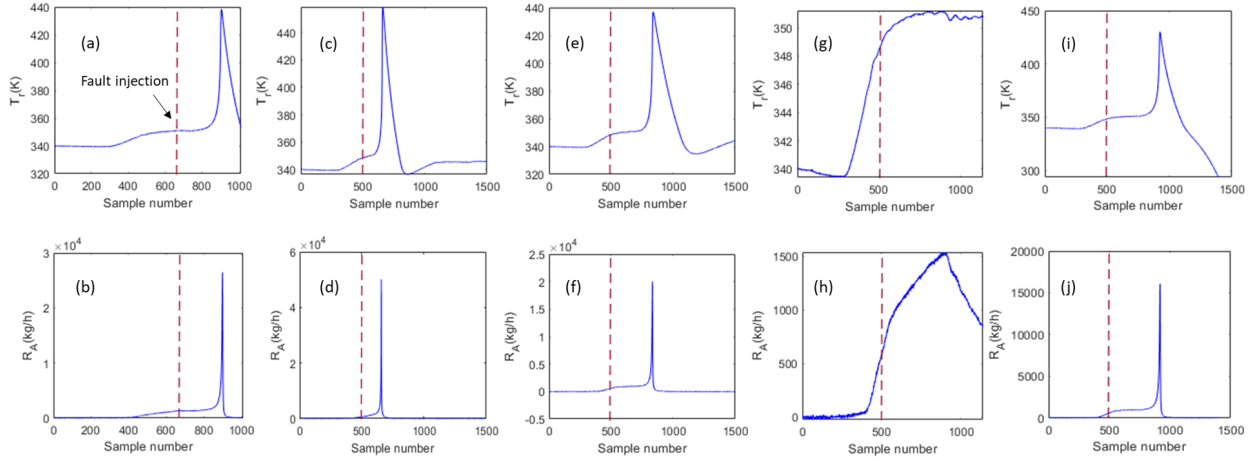 440
420
400
380
360
340
320
T_r(K)
(a)
Fault injection
0 200 400 600 800 1000
Sample number
440
420
400
380
360
340
T_r(K)
(c)
0 500 1000 1500
Sample number
440
420
400
380
360
340
320
T_r(K)
(e)
0 500 1000 1500
Sample number
350
348
346
344
342
340
T_r(K)
(g)
0 500 1000
Sample number
450
400
350
300
T_r(K)
(i)
0 500 1000 1500
Sample number
×10⁴
3
2
1
0
R_A(kg/h)
(b)
0 200 400 600 800 1000
Sample number
×10⁴
6
4
2
0
R_A(kg/h)
(d)
0 500 1000 1500
Sample number
×10⁴
2.5
2
1.5
1
0.5
0
-0.5
R_A(kg/h)
(f)
0 500 1000 1500
Sample number
1500
1000
500
0
R_A(kg/h)
(h)
0 500 1000
Sample number
20000
15000
10000
5000
0
R_A(kg/h)
(j)
0 500 1000 1500
Sample number